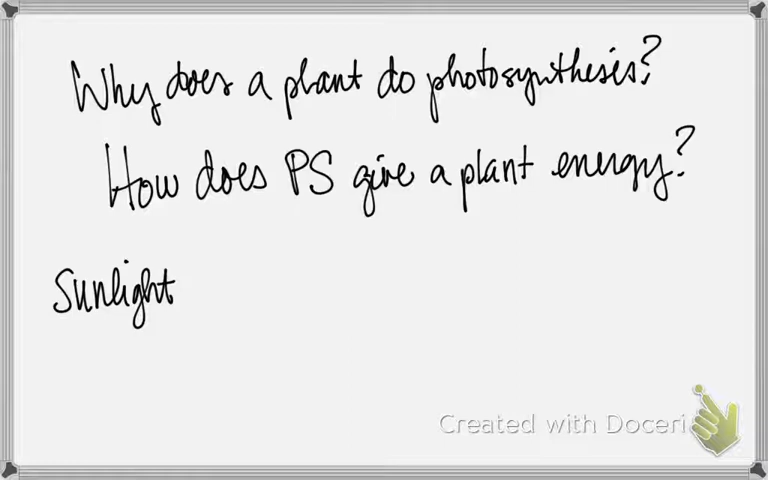 Why does a plant do photosynthesis?
How does PS give a plant energy?
Sunlight
Created with Doceri